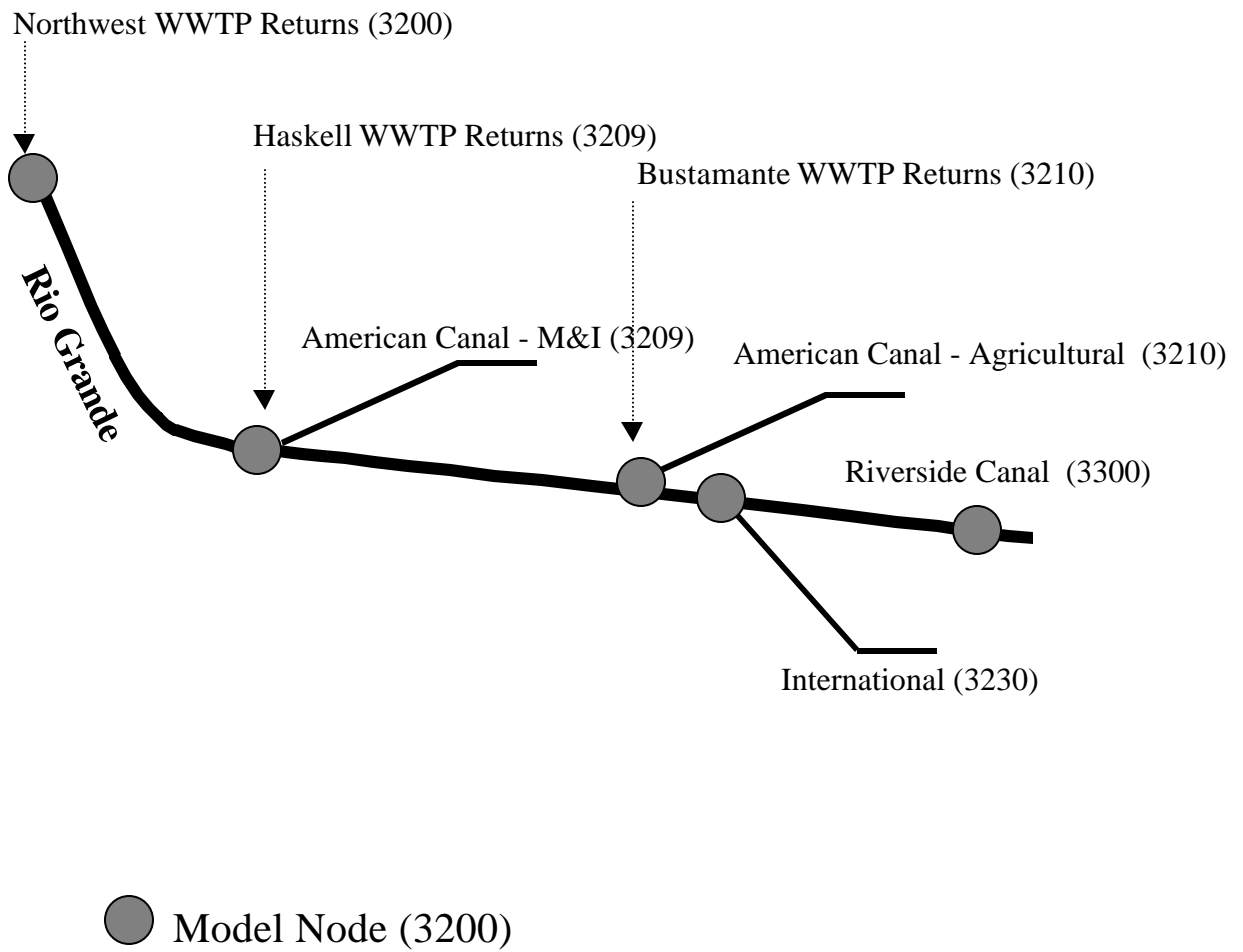 Northwest WWTP Returns (3200)
Haskell WWTP Returns (3209)
Bustamante WWTP Returns (3210)
Rio Grande
American Canal - M&I (3209)
American Canal - Agricultural (3210)
Riverside Canal (3300)
International (3230)
Model Node (3200)